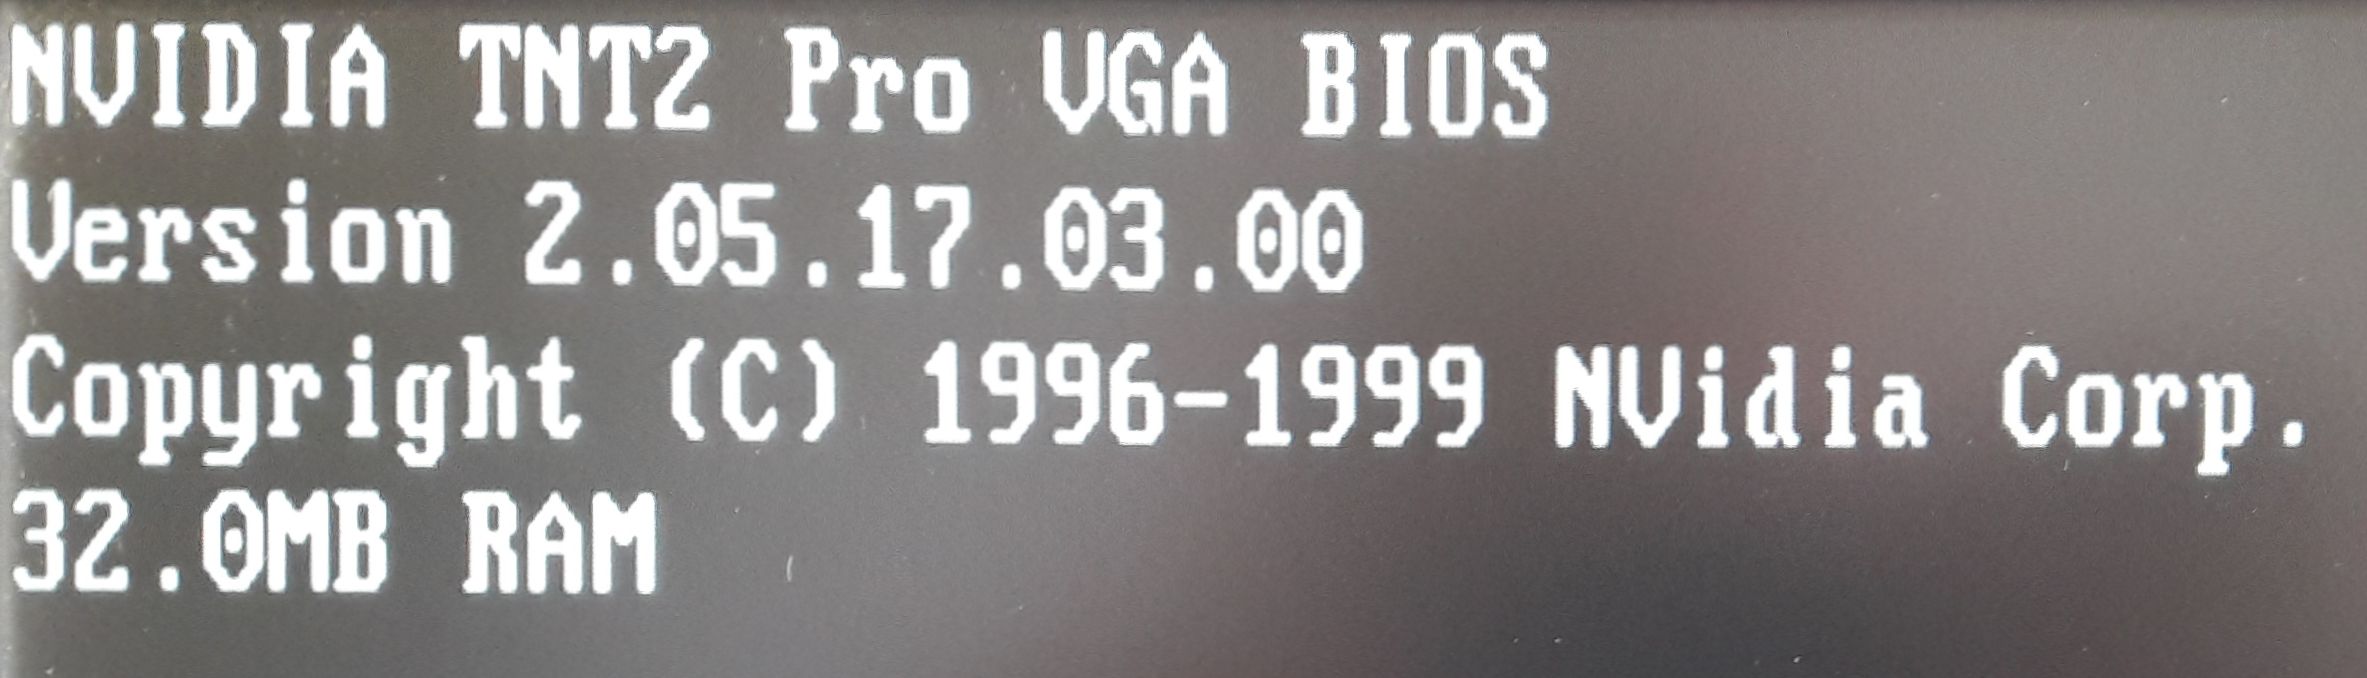 NVIDIA TNT2 Pro VGA BIOS
Version 2.05.17.03.00
Copyright (C) 1996-1999 NVidia Corp.
32.0MB RAM